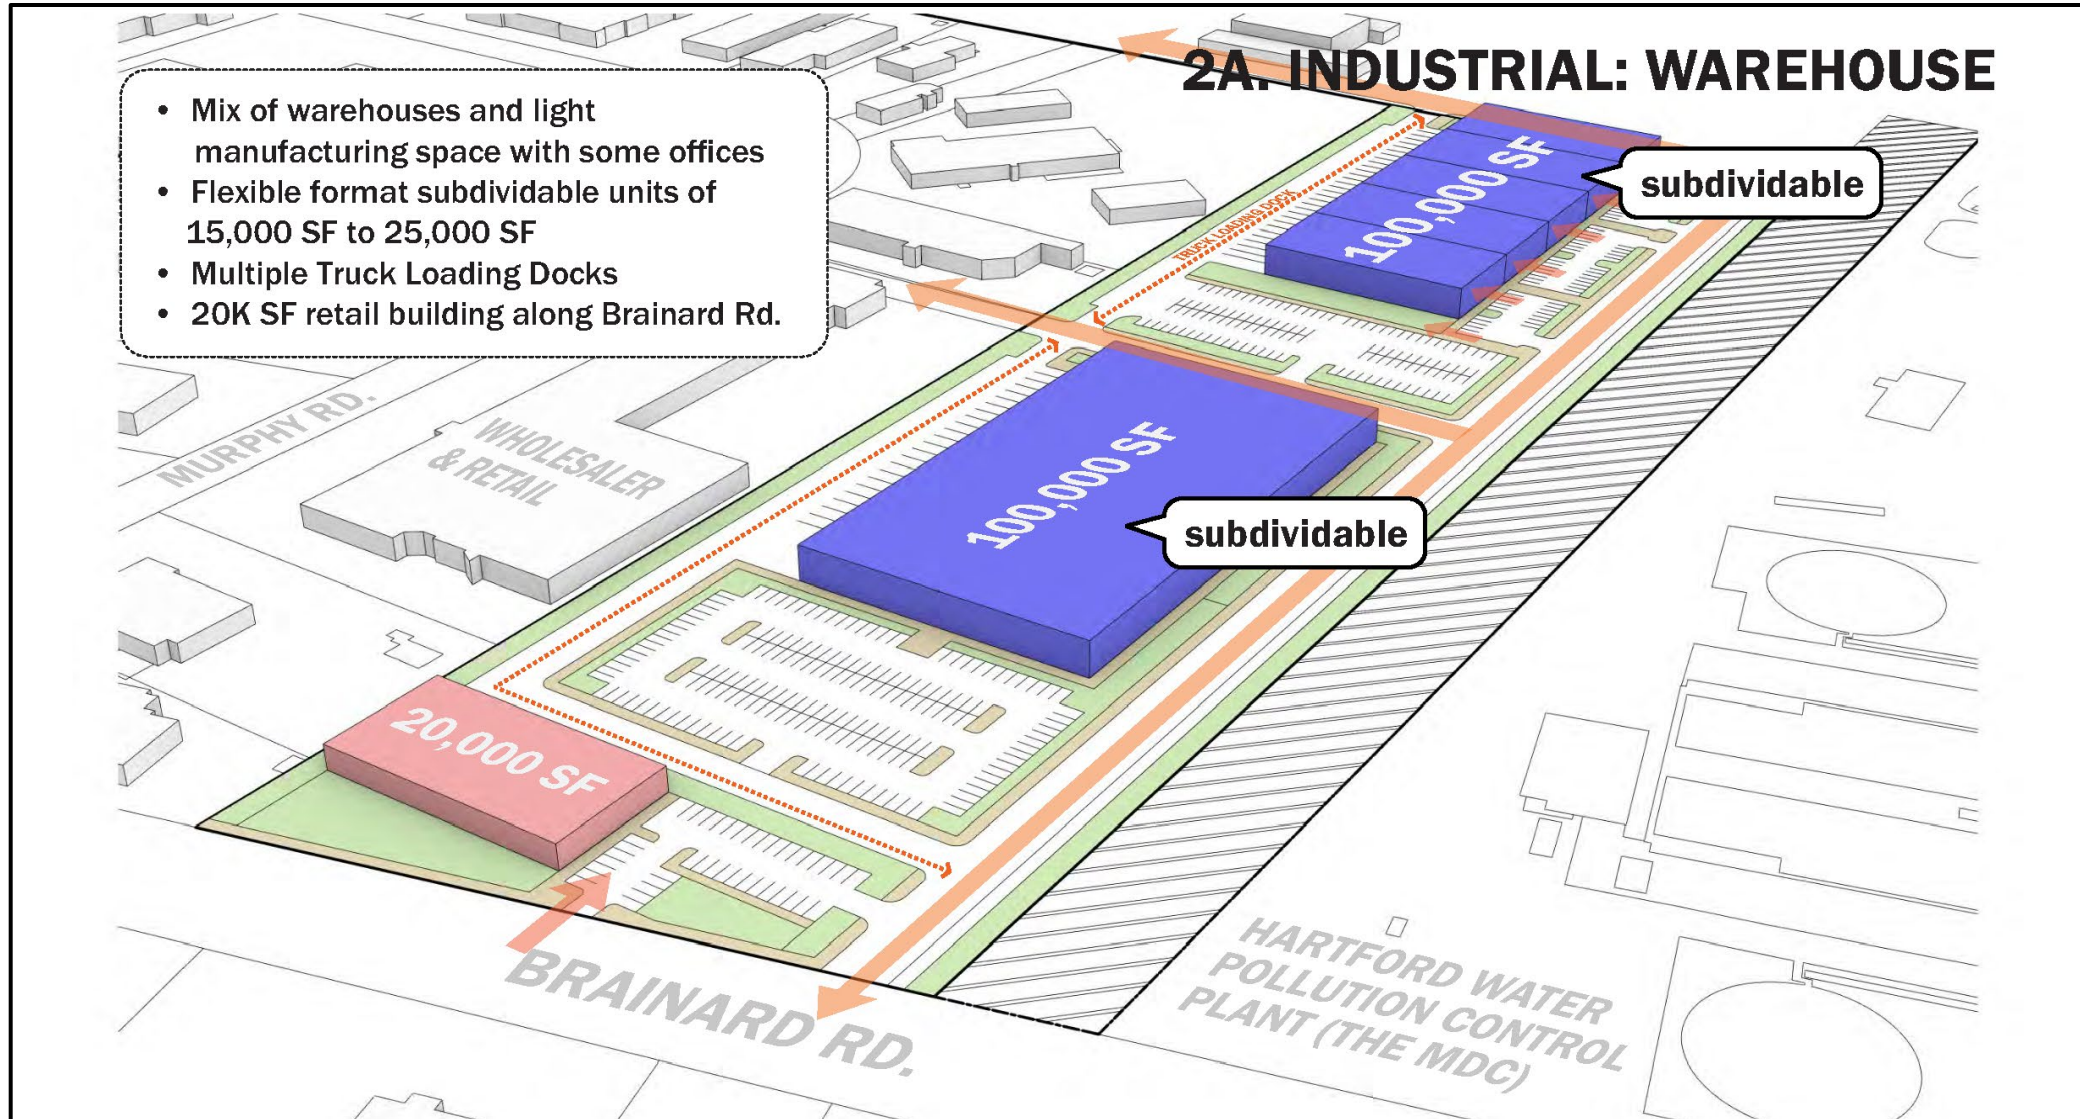 2A. INDUSTRIAL: WAREHOUSE
• Mix of warehouses and light
manufacturing space with some offices
• Flexible format subdividable units of
15,000 SF to 25,000 SF
• Multiple Truck Loading Docks
• 20K SF retail building along Brainard Rd.
100,000 SF
subdividable
TRUCK LOADING DOCK
MURPHY RD.
WHOLESALER
& RETAIL
100,000 SF
subdividable
20,000 SF
BRAINARD RD.
HARTFORD WATER
POLLUTION CONTROL
PLANT (THE MDC)